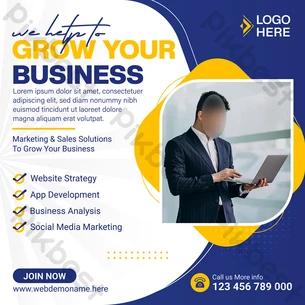 we help to
GROW YOUR
BUSINESS
LOGO
HERE
Lorem ipsum dolor sit amet, consectetuer
adipiscing elit, sed diam nonummy nibh
euismod tincidunt ut laoreet dolore
magna aliquam erat volutpat.
Marketing & Sales Solutions
To Grow Your Business
Website Strategy
App Development
Business Analysis
Social Media Marketing
JOIN NOW
www.webdemoname.here
Call us More info
123 456 789 000